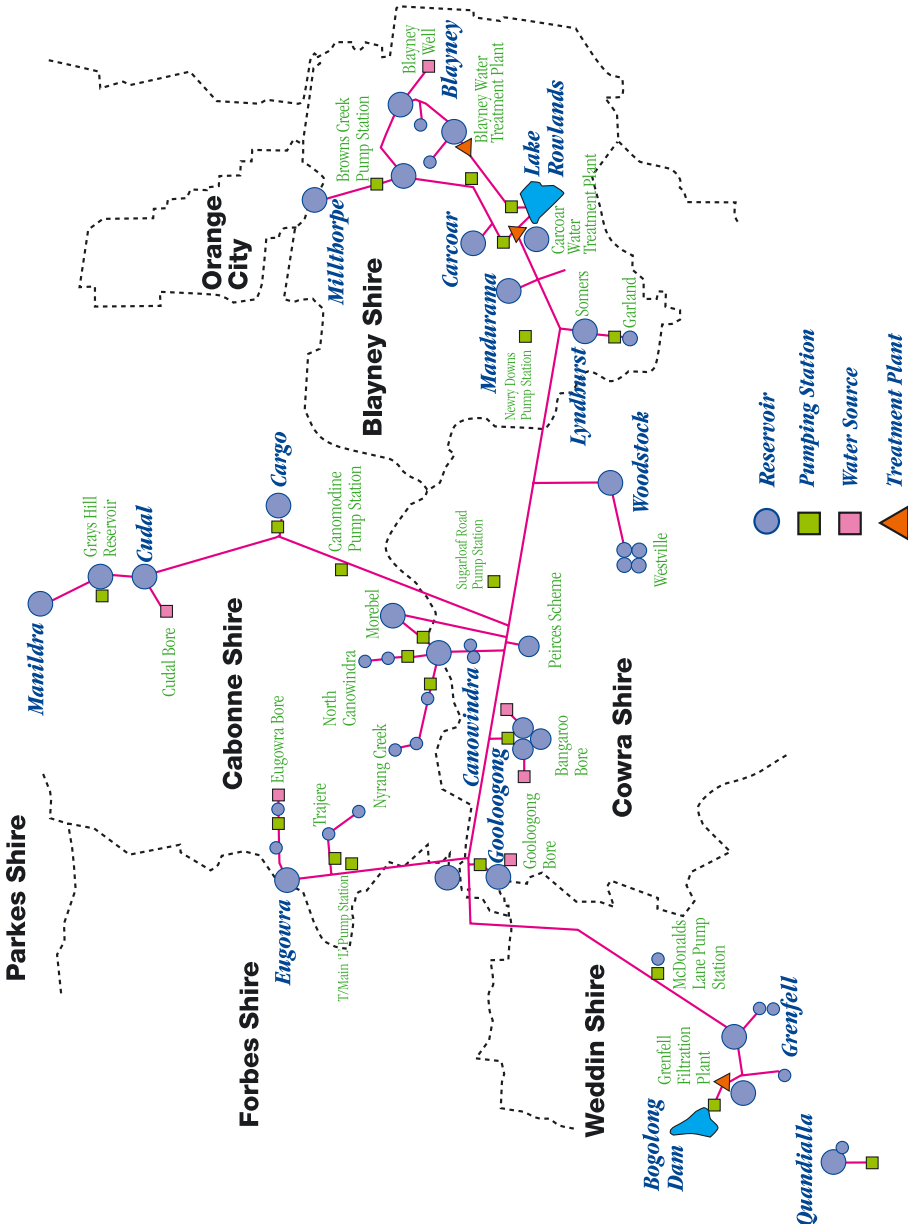 Parkes Shire
Forbes Shire
Weddin Shire
Cabonne Shire
Cowra Shire
Blayney Shire
Orange
City
Manildra
Grays Hill
Reservoir
Cudal
Cudal Bore
Cargo
Canomodine
Pump Station
Millthorpe
Browns Creek
Pump Station
Blayney
Well
Blayney
Blayney Water
Treatment Plant
Lake
Rowlands
Carcoar
Carcoar
Water
Treatment Plant
Mandurama
Newry Downs
Pump Station
Somers
Lyndhurst
Garland
Woodstock
Westville
Sugarloaf Road
Pump Station
Morebel
North
Canowindra
Nyrang Creek
Canowindra
Peirces Scheme
Bangaroo
Bore
Eugowra Bore
Trajere
Eugowra
T/Main 'L' Pump Station
Gooloogong
Gooloogong
Bore
McDonalds
Lane Pump
Station
Grenfell
Grenfell
Filtration
Plant
Bogolong
Dam
Quandialla
Reservoir
Pumping Station
Water Source
Treatment Plant